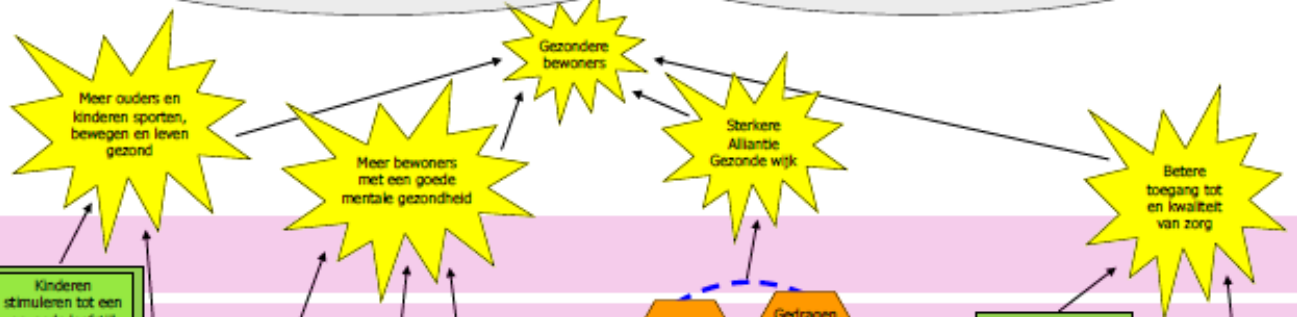 Gezondere
bewoners
Meer ouders en
kinderen sporten,
bewegen en leven
gezond
Meer bewoners
met een goede
mentale gezondheid
Sterkere
Alliantie
Gezonde wijk
Betere
toegang tot
en kwaliteit
van zorg
Kinderen
stimuleren tot een
Gedragen